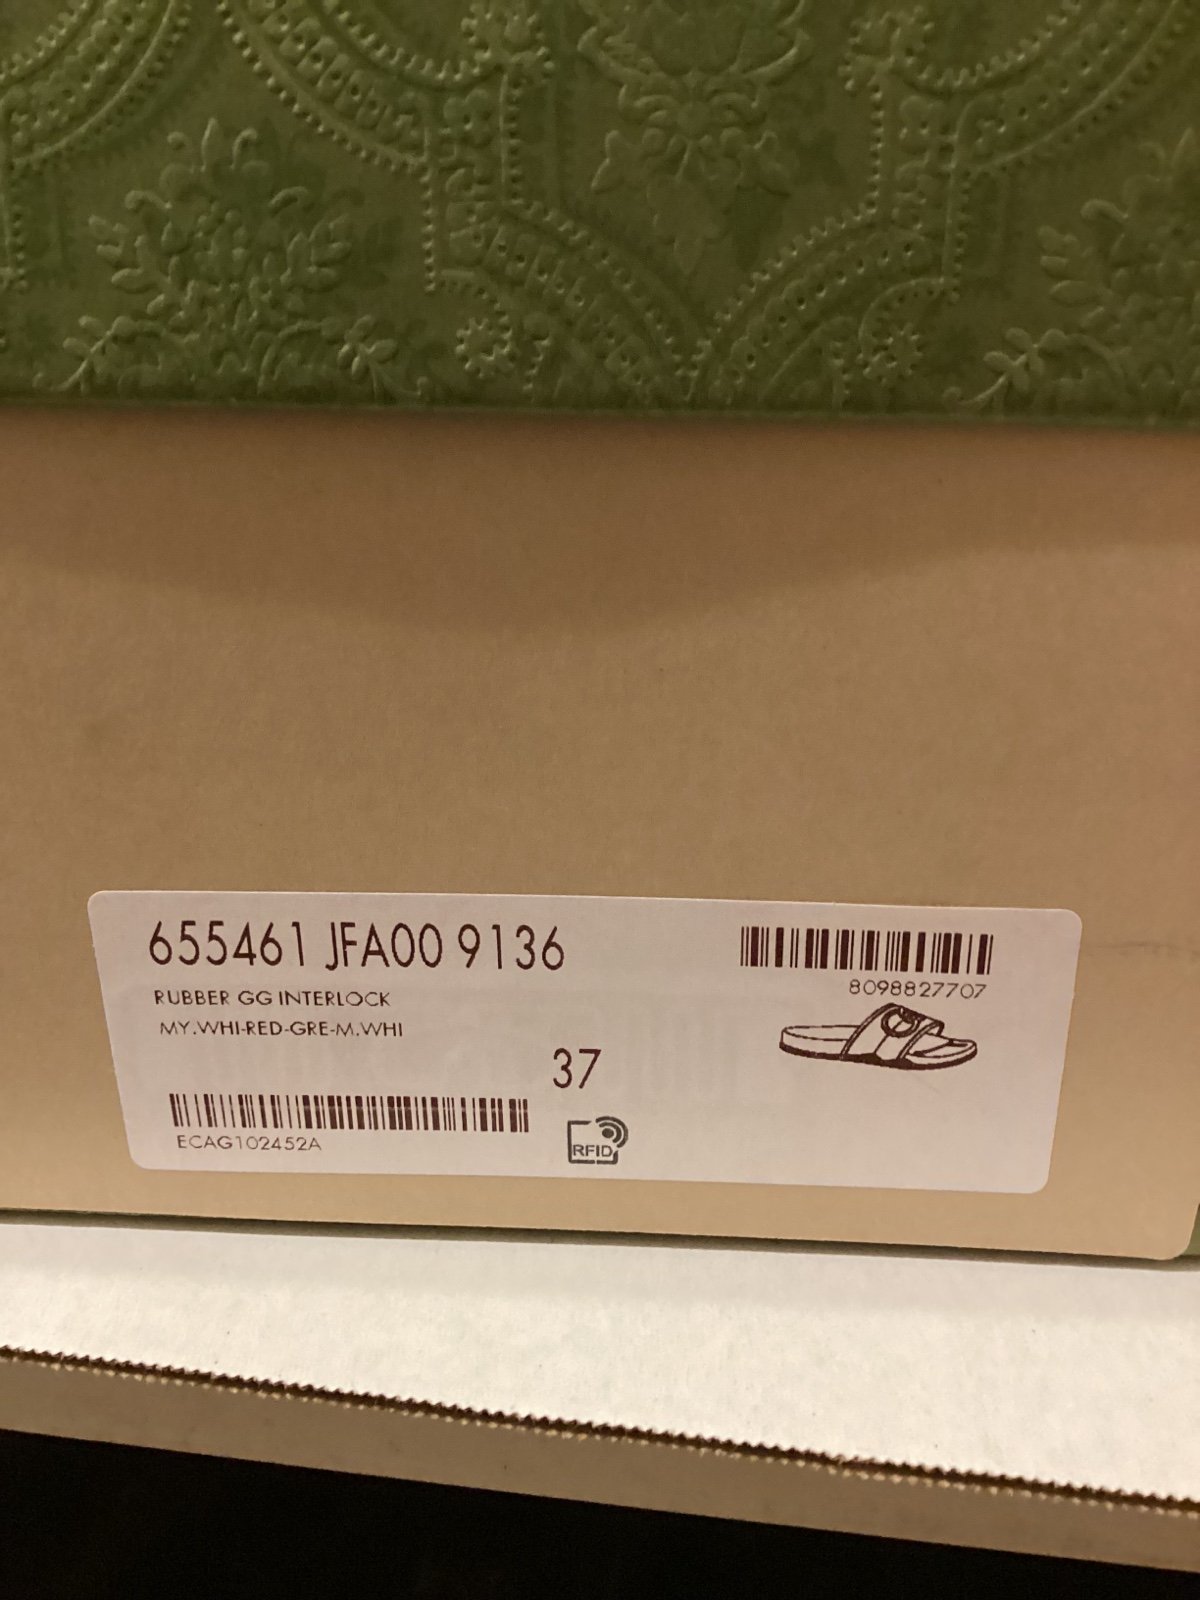 655461 JFA00 9136
RUBBER GG INTERLOCK
MY.WHI-RED-GRE-M.WHI
37
ECAG102452A
RFID
8098827707